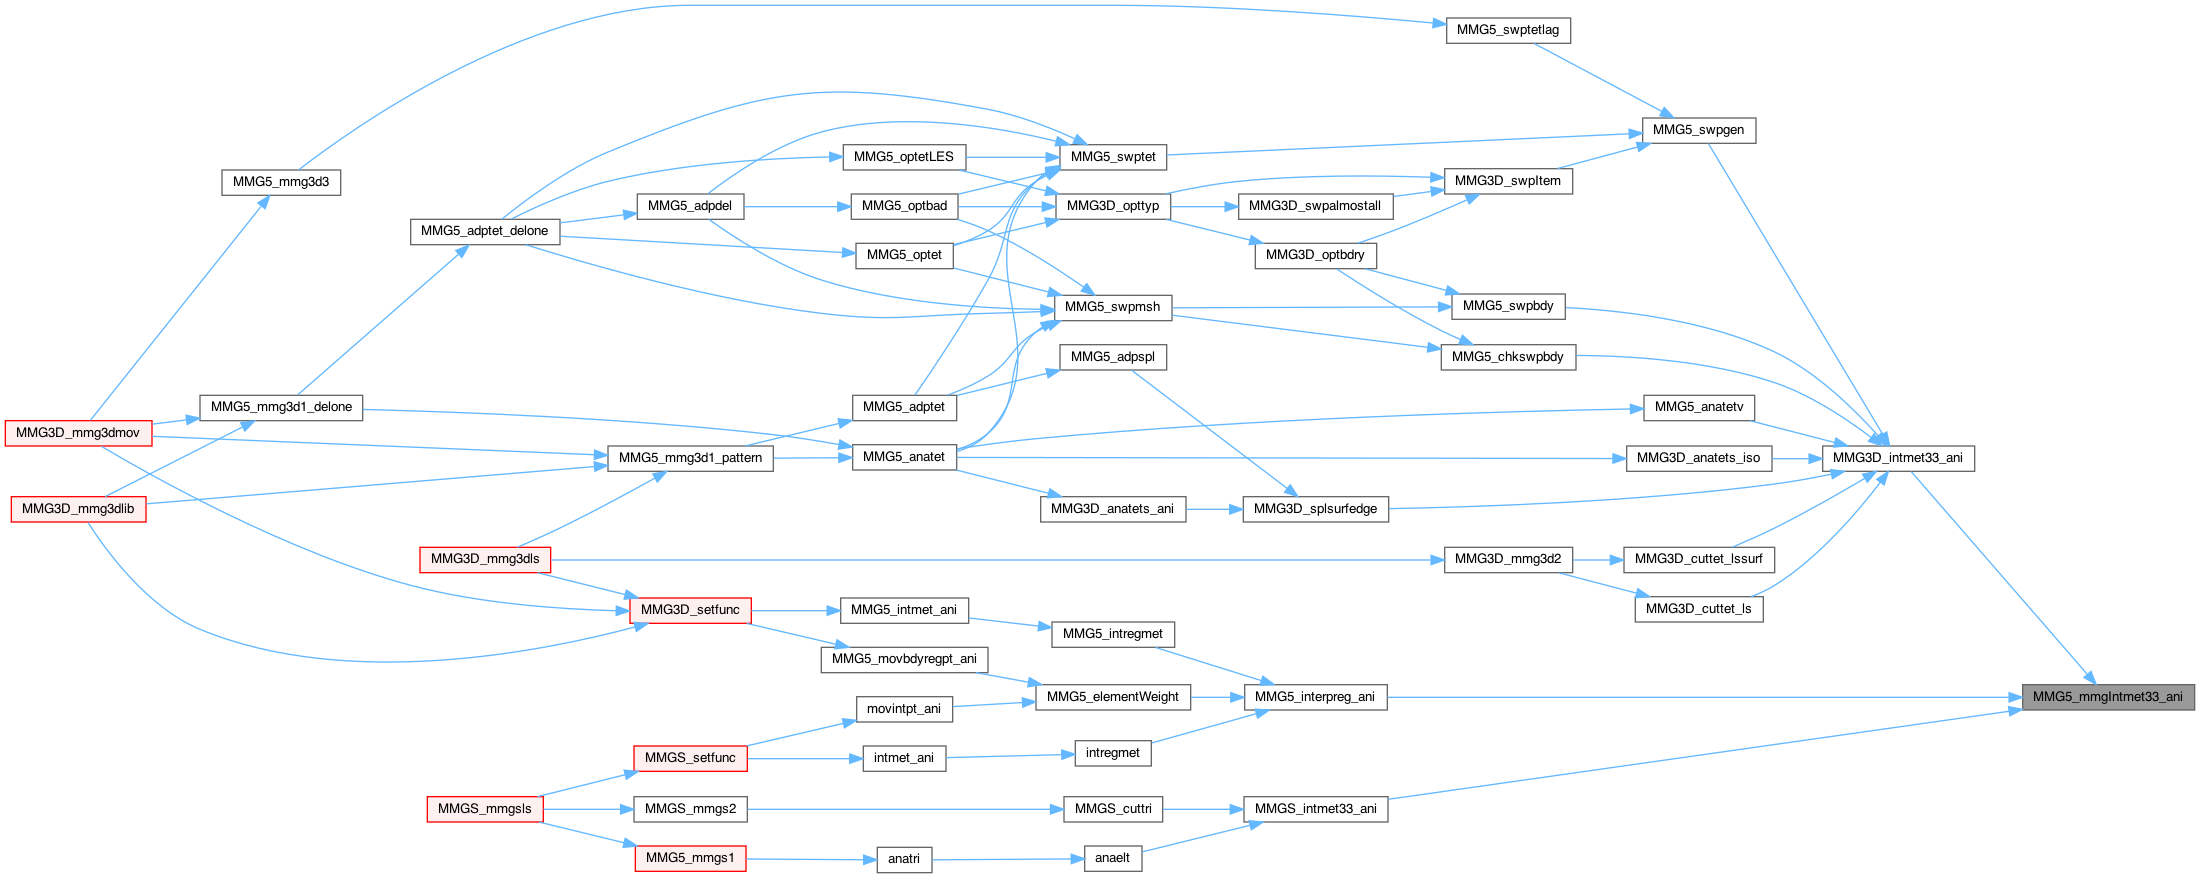 MMG5_swptetlag
MMG5_swpgen
MMG5_optetLES
MMG5_swptet
MMG5_mmg3d3
MMG3D_swpItem
MMG5_adpdel
MMG5_optbad
MMG3D_opttyp
MMG3D_swpalmostall
MMG5_adptet_delone
MMG5_optet
MMG3D_optbdry
MMG5_swpmsh
MMG5_swpbdy
MMG5_adpspl
MMG5_chkswpbdy
MMG5_mmg3d1_delone
MMG5_adptet
MMG5_anatetv
MMG3D_mmg3dmov
MMG5_mmg3d1_pattern
MMG5_anatet
MMG3D_anatets_iso
MMG3D_intmet33_ani
MMG3D_mmg3dlib
MMG3D_anatets_ani
MMG3D_splsurfedge
MMG3D_mmg3dls
MMG3D_mmg3d2
MMG3D_cuttet_lssurf
MMG3D_setfunc
MMG5_intmet_ani
MMG3D_cuttet_ls
MMG5_intregmet
MMG5_movbdyregpt_ani
MMG5_elementWeight
MMG5_interpreg_ani
MMG5_mmgIntmet33_ani
movintpt_ani
MMGS_setfunc
intmet_ani
intregmet
MMGS_mmgsls
MMGS_mmgs2
MMGS_cuttri
MMGS_intmet33_ani
MMG5_mmgs1
anatri
anaelt